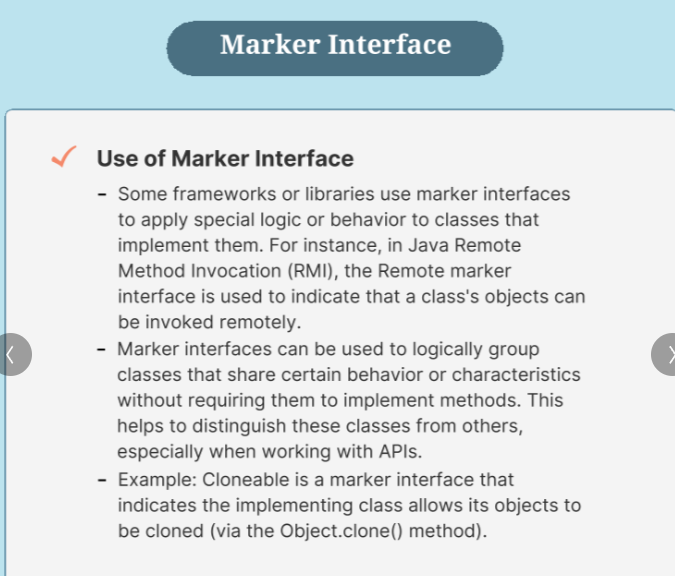 Marker Interface
Use of Marker Interface
- Some frameworks or libraries use marker interfaces
to apply special logic or behavior to classes that
implement them. For instance, in Java Remote
Method Invocation (RMI), the Remote marker
interface is used to indicate that a class's objects can
be invoked remotely.
- Marker interfaces can be used to logically group
classes that share certain behavior or characteristics
without requiring them to implement methods. This
helps to distinguish these classes from others,
especially when working with APIs.
- Example: Cloneable is a marker interface that
indicates the implementing class allows its objects to
be cloned (via the Object.clone() method).